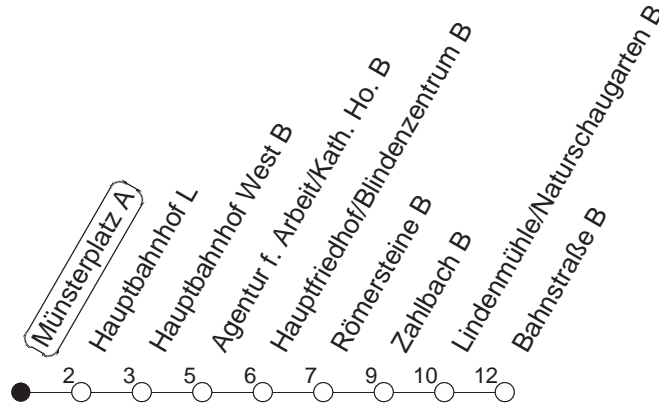 Münsterplatz A
Hauptbahnhof L
Hauptbahnhof West B
Agentur f. Arbeit/Kath. Ho. B
Hauptfriedhof/Blindenzentrum B
Römersteine B
Zahlbach B
Lindenmühle/Naturschaugarten B
Bahnstraße B
2 3 5 6 7 9 10 12